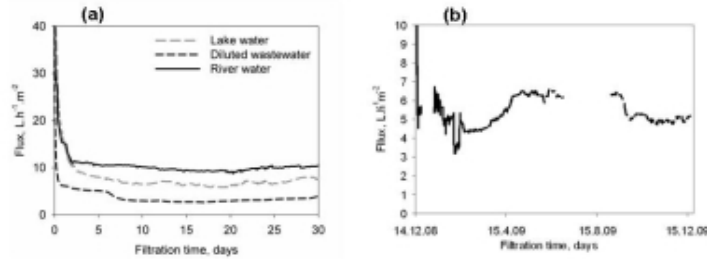 (a)
Lake water
Diluted wastewater
River water
Flux, L.h⁻¹.m⁻²
40
30
20
10
0
0 5 10 15 20 25 30
Filtration time, days
(b)
Flux, L.h⁻¹.m⁻²
10
9
8
7
6
5
4
3
2
1
0
14.12.08 15.4.09 15.8.09 15.12.09
Filtration time, days